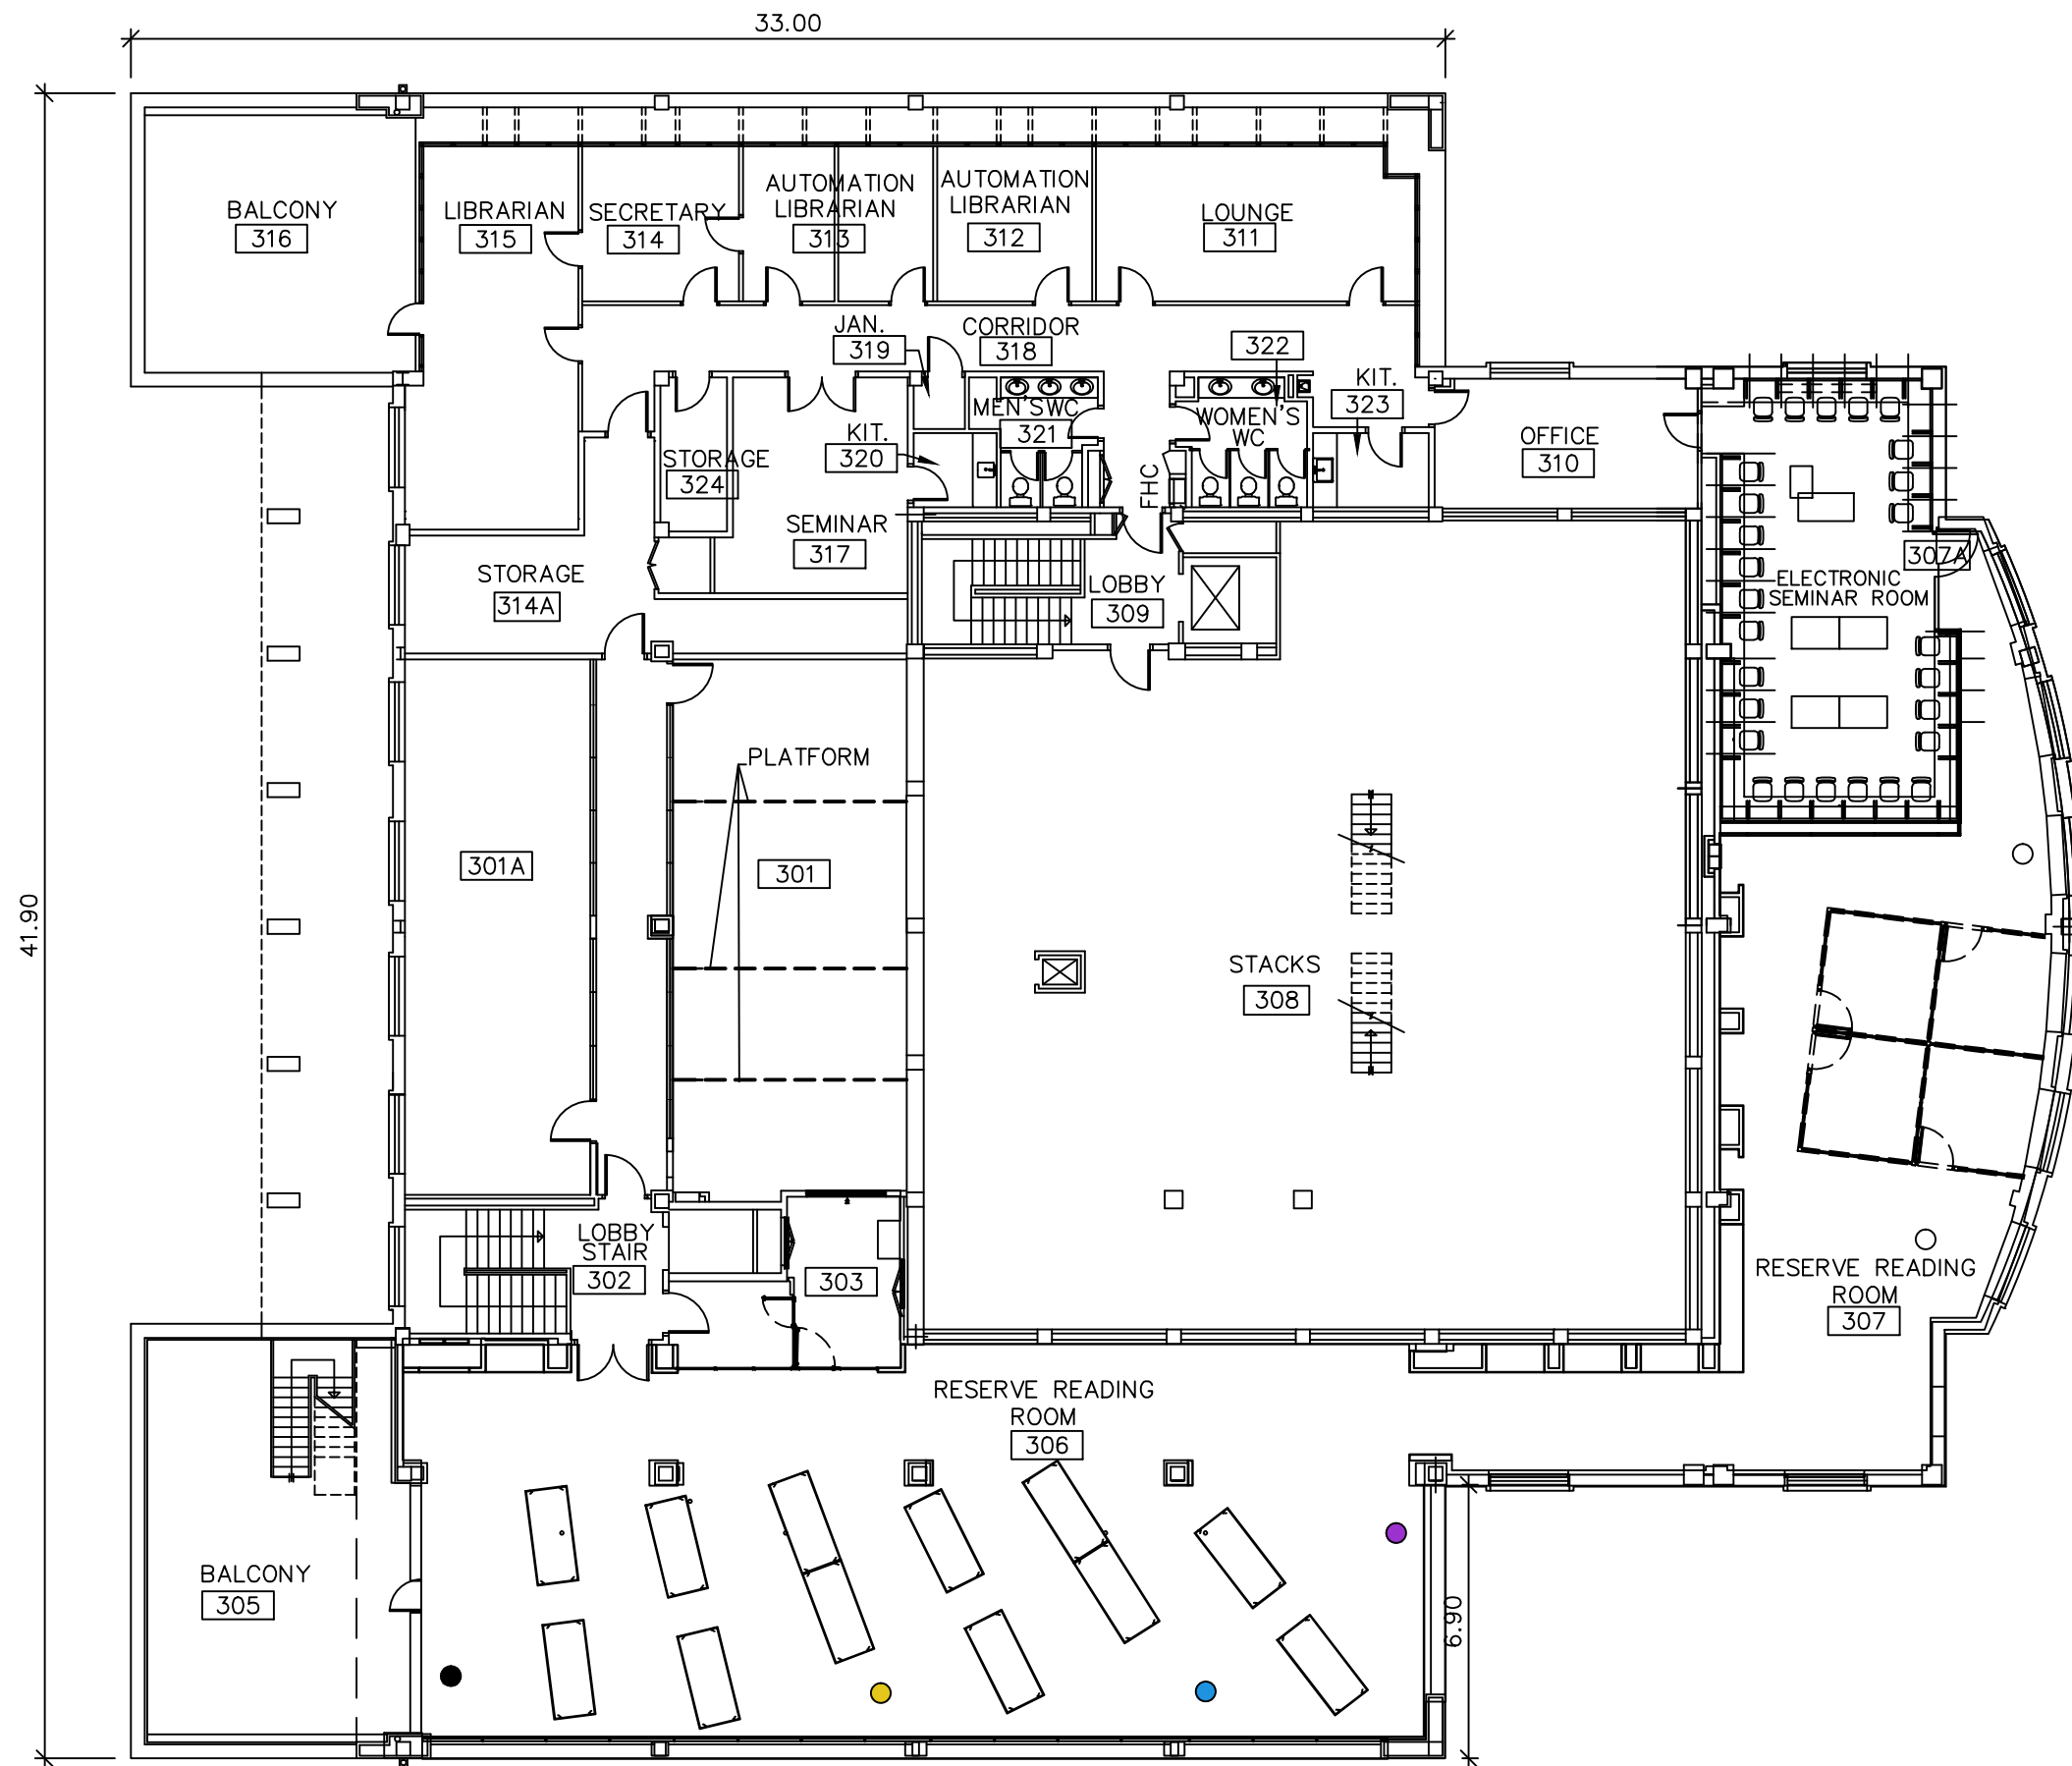 33.00
BALCONY
316
LIBRARIAN
315
SECRETARY
314
AUTOMATION
LIBRARIAN
313
AUTOMATION
LIBRARIAN
312
LOUNGE
311
JAN.
319
CORRIDOR
318
322
KIT.
323
MEN'S WC
321
WOMEN'S
WC
KIT.
320
STORAGE
324
FHC
OFFICE
310
SEMINAR
317
STORAGE
314A
LOBBY
309
307A
ELECTRONIC
SEMINAR ROOM
PLATFORM
301A
301
41.90
STACKS
308
LOBBY
STAIR
302
303
RESERVE READING
ROOM
307
RESERVE READING
ROOM
306
BALCONY
305
6.90